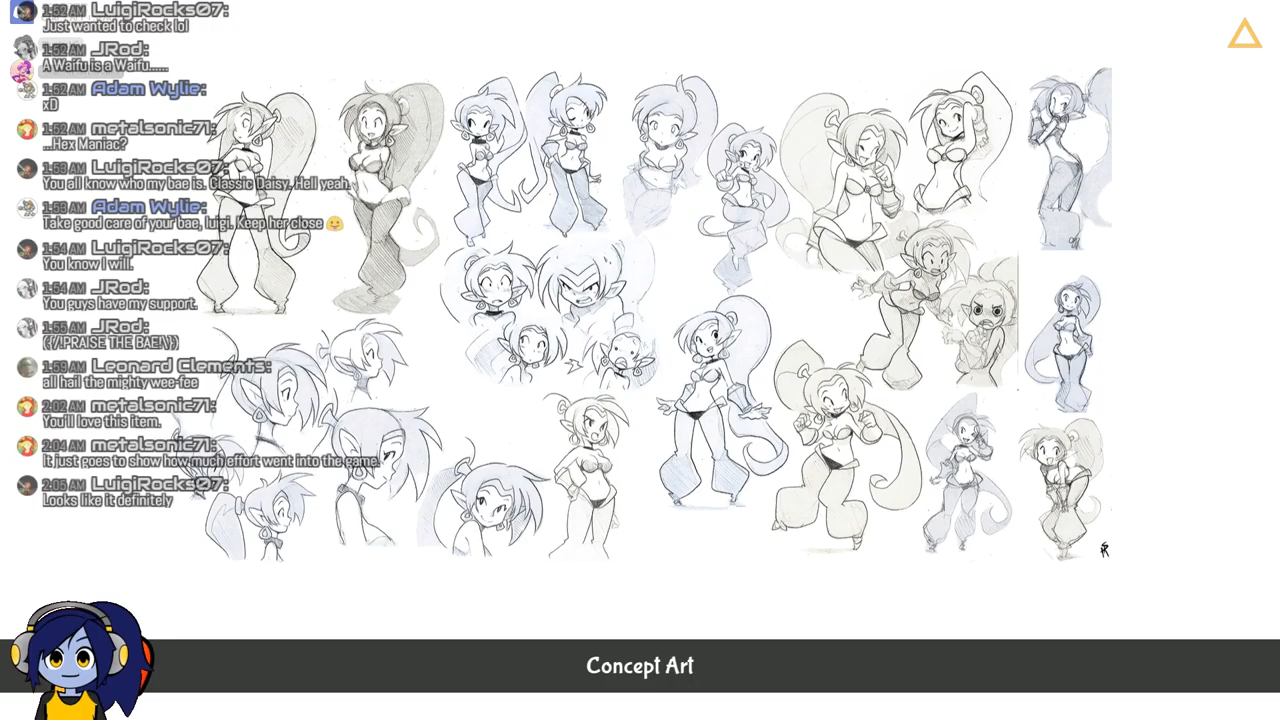 1:52 AM LuigiRocks07:
Just wanted to check lol
1:52 AM JRod:
A Waifu is a Waifu......
1:52 AM Adam Wylie:
xD
1:52 AM metalsonic71:
...Hex Maniac?
1:53 AM LuigiRocks07:
You all know who my bae is. Classic Daisy. Hell yeah.
1:53 AM Adam Wylie:
Take good care of your bae, luigi. Keep her close
1:54 AM LuigiRocks07:
You know I will.
1:54 AM JRod:
You guys have my support.
1:55 AM JRod:
({/!PRAISE THE BAE!\})
1:59 AM Leonard Clements:
all hail the mighty wee-fee
2:02 AM metalsonic71:
You'll love this item.
2:04 AM metalsonic71:
It just goes to show how much effort went into the game.
2:05 AM LuigiRocks07:
Looks like it definitely
Concept Art